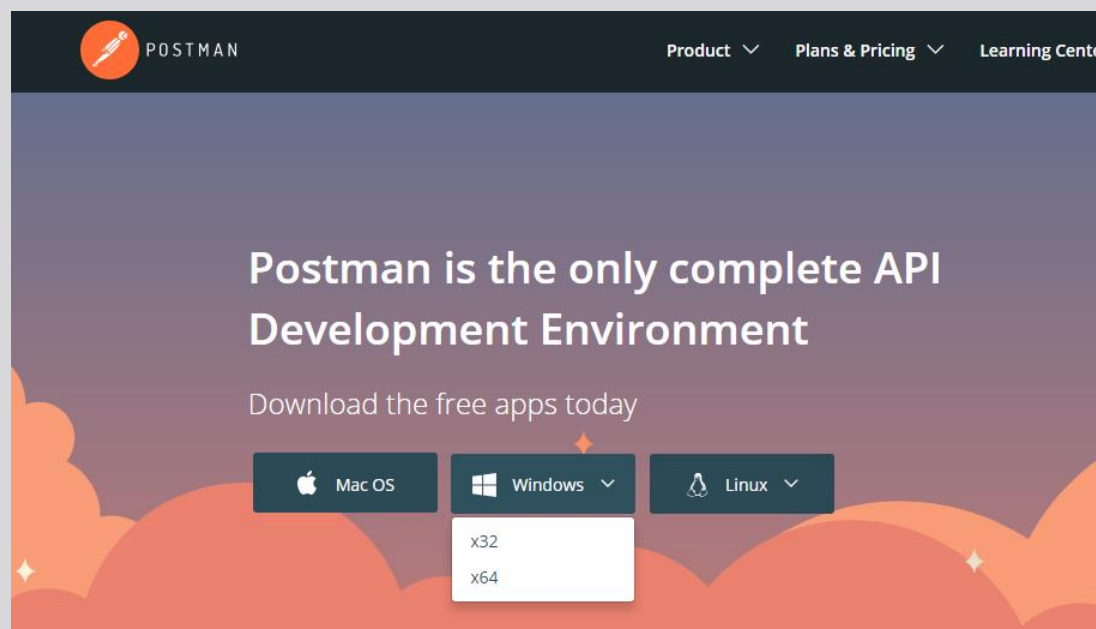 POSTMAN
Product
Plans & Pricing
Learning
Postman is the only complete API
Development Environment
Download the free apps today
Mac OS
Windows
Linux
x32
x64